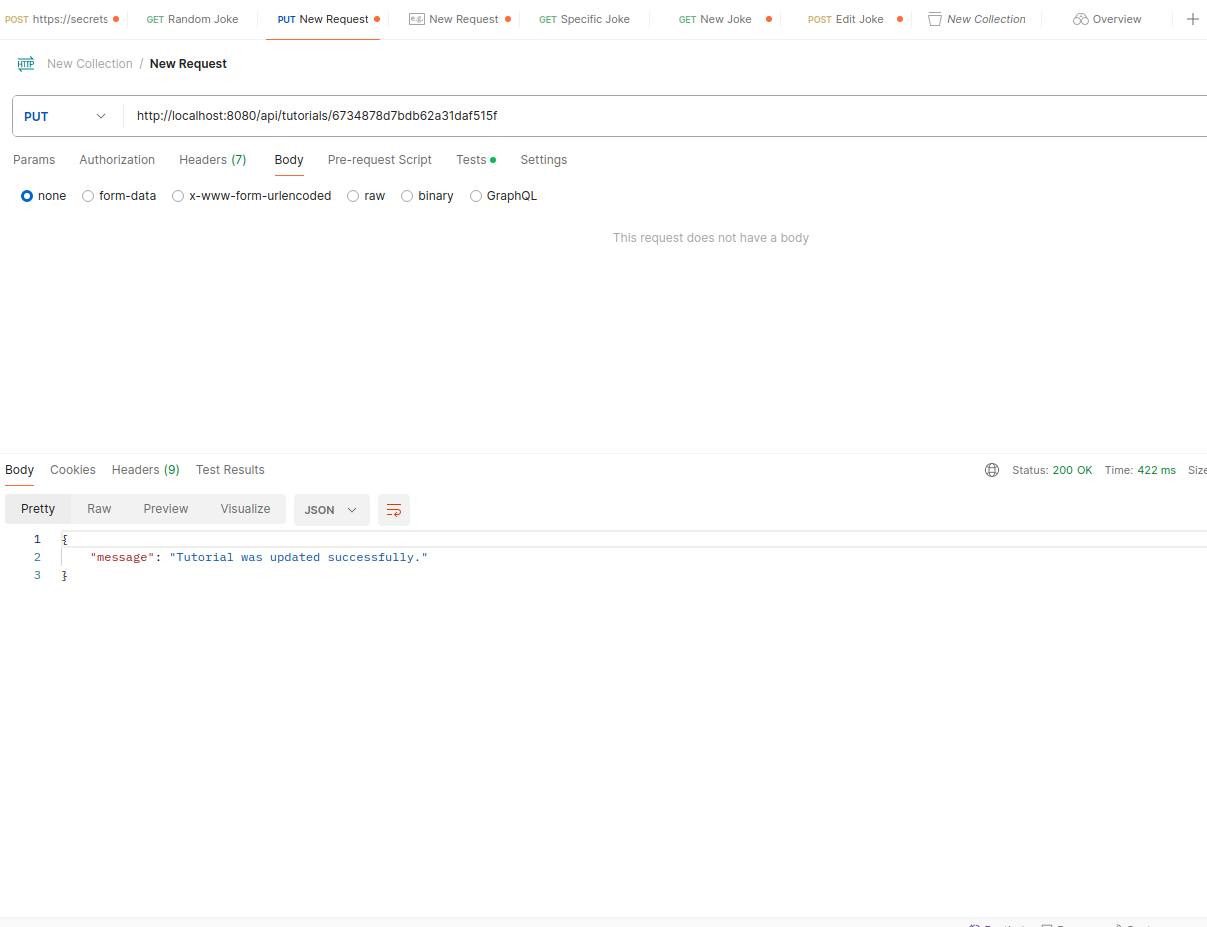 POST https://secrets GET Random Joke PUT New Request e.g. New Request GET Specific Joke GET New Joke POST Edit Joke New Collection Overview
HTTP New Collection / New Request
PUT http://localhost:8080/api/tutorials/6734878d7bdb62a31daf515f
Params Authorization Headers (7) Body Pre-request Script Tests Settings
none form-data x-www-form-urlencoded raw binary GraphQL
This request does not have a body
Body Cookies Headers (9) Test Results Status: 200 OK Time: 422 ms Size
Pretty Raw Preview Visualize JSON
1 {
2 "message": "Tutorial was updated successfully."
3 }